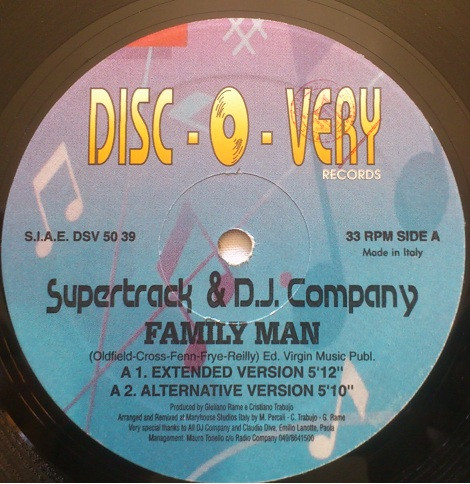 DISC-O-VERY
RECORDS
S.I.A.E. DSV 50 39
33 RPM SIDE A
Made in Italy
Supertrack & D.J. Company
FAMILY MAN
(Oldfield-Cross-Fenn-Frye-Reilly) Ed. Virgin Music Publ.
A 1. EXTENDED VERSION 5'12"
A 2. ALTERNATIVE VERSION 5'10"
Produced by Giuliano Rame e Cristiano Trabujo
Arranged and Remixed at Maryhouse Studios Italy by M. Percali - C. Trabujo - G. Rame
Very special thanks to All DJ Company and Claudio Diva, Emilio Lanotte, Paola
Management: Mauro Tonello c/o Radio Company 049/8641500